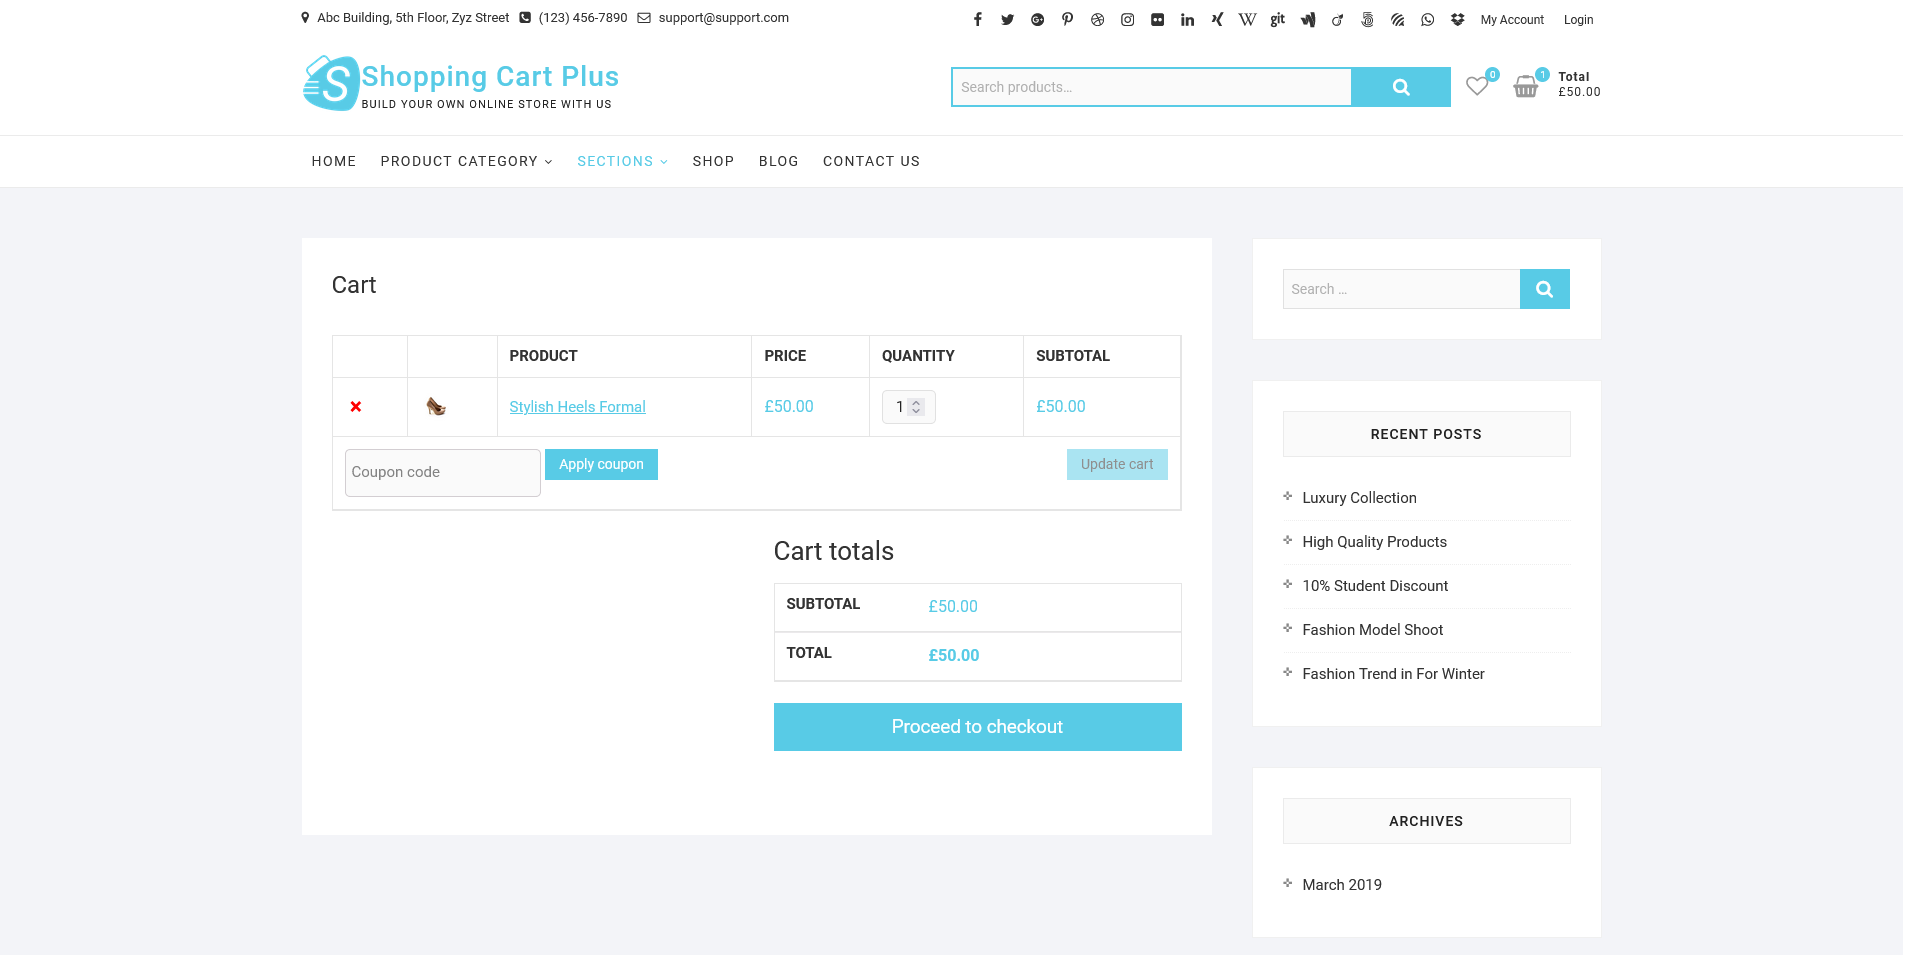 Abc Building, 5th Floor, Zyz Street (123) 456-7890 support@support.com
My Account Login
Shopping Cart Plus
BUILD YOUR OWN ONLINE STORE WITH US
Search products...
0
1
Total
£50.00
HOME PRODUCT CATEGORY SECTIONS SHOP BLOG CONTACT US
Cart
PRODUCT PRICE QUANTITY SUBTOTAL
Stylish Heels Formal £50.00 1 £50.00
Coupon code Apply coupon Update cart
Cart totals
SUBTOTAL £50.00
TOTAL £50.00
Proceed to checkout
Search ...
RECENT POSTS
Luxury Collection
High Quality Products
10% Student Discount
Fashion Model Shoot
Fashion Trend in For Winter
ARCHIVES
March 2019